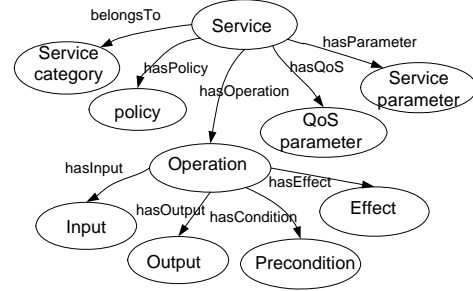 belongsTo
Service
hasParameter
Service
category
hasPolicy
hasQoS
Service
parameter
policy
hasOperation
QoS
parameter
hasInput
Operation
hasEffect
Input
hasOutput
hasCondition
Effect
Output
Precondition